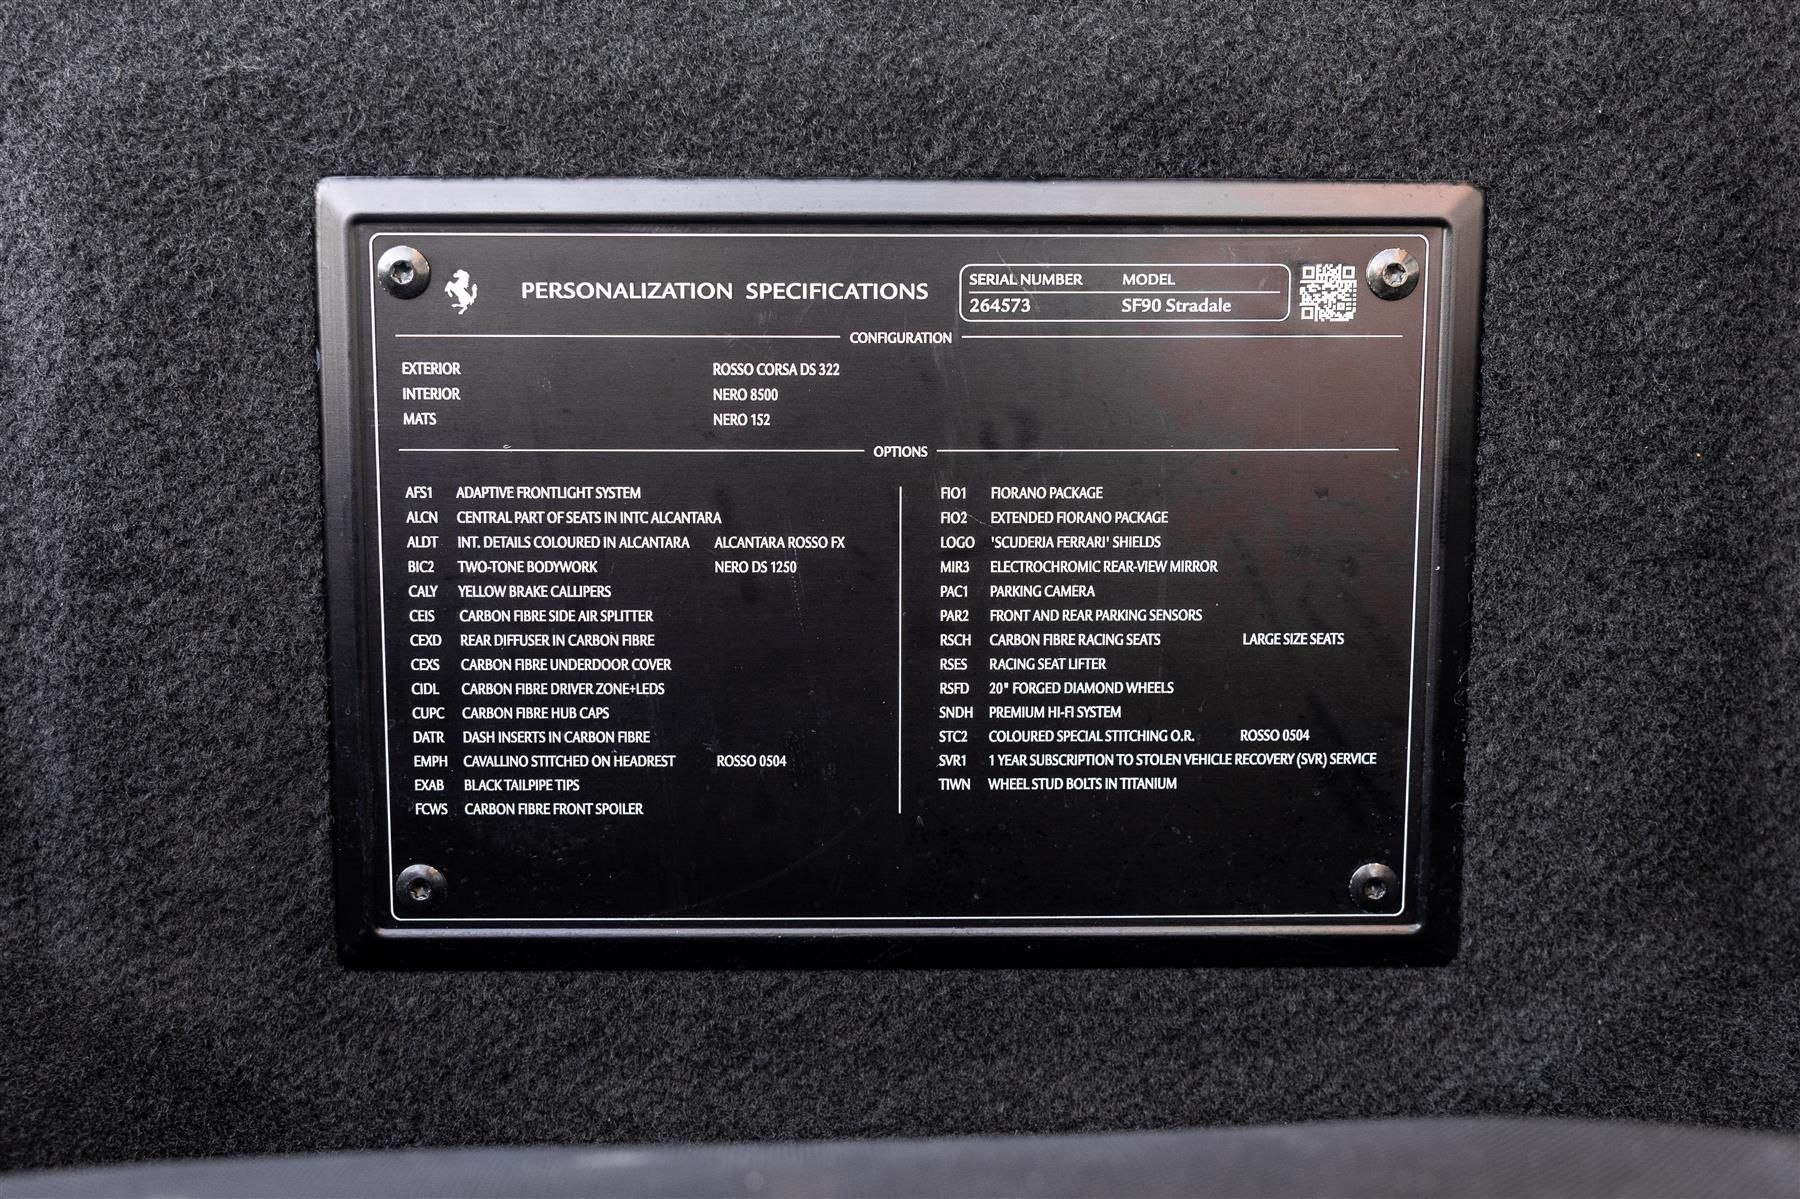 PERSONALIZATION SPECIFICATIONS
SERIAL NUMBER MODEL
264573 SF90 Stradale
CONFIGURATION
EXTERIOR ROSSO CORSA DS 322
INTERIOR NERO 8500
MATS NERO 152
OPTIONS
AFS1 ADAPTIVE FRONTLIGHT SYSTEM
ALCN CENTRAL PART OF SEATS IN INTC ALCANTARA
ALDT INT. DETAILS COLOURED IN ALCANTARA ALCANTARA ROSSO FX
BIC2 TWO-TONE BODYWORK NERO DS 1250
CALY YELLOW BRAKE CALLIPERS
CEIS CARBON FIBRE SIDE AIR SPLITTER
CEXD REAR DIFFUSER IN CARBON FIBRE
CEXS CARBON FIBRE UNDERDOOR COVER
CIDL CARBON FIBRE DRIVER ZONE+LEDS
CUPC CARBON FIBRE HUB CAPS
DATR DASH INSERTS IN CARBON FIBRE
EMPH CAVALLINO STITCHED ON HEADREST ROSSO 0504
EXAB BLACK TAILPIPE TIPS
FCWS CARBON FIBRE FRONT SPOILER
FIO1 FIORANO PACKAGE
FIO2 EXTENDED FIORANO PACKAGE
LOGO 'SCUDERIA FERRARI' SHIELDS
MIR3 ELECTROCHROMIC REAR-VIEW MIRROR
PAC1 PARKING CAMERA
PAR2 FRONT AND REAR PARKING SENSORS
RSCH CARBON FIBRE RACING SEATS LARGE SIZE SEATS
RSES RACING SEAT LIFTER
RSFD 20" FORGED DIAMOND WHEELS
SNDH PREMIUM HI-FI SYSTEM
STC2 COLOURED SPECIAL STITCHING O.R. ROSSO 0504
SVR1 1 YEAR SUBSCRIPTION TO STOLEN VEHICLE RECOVERY (SVR) SERVICE
TIWN WHEEL STUD BOLTS IN TITANIUM